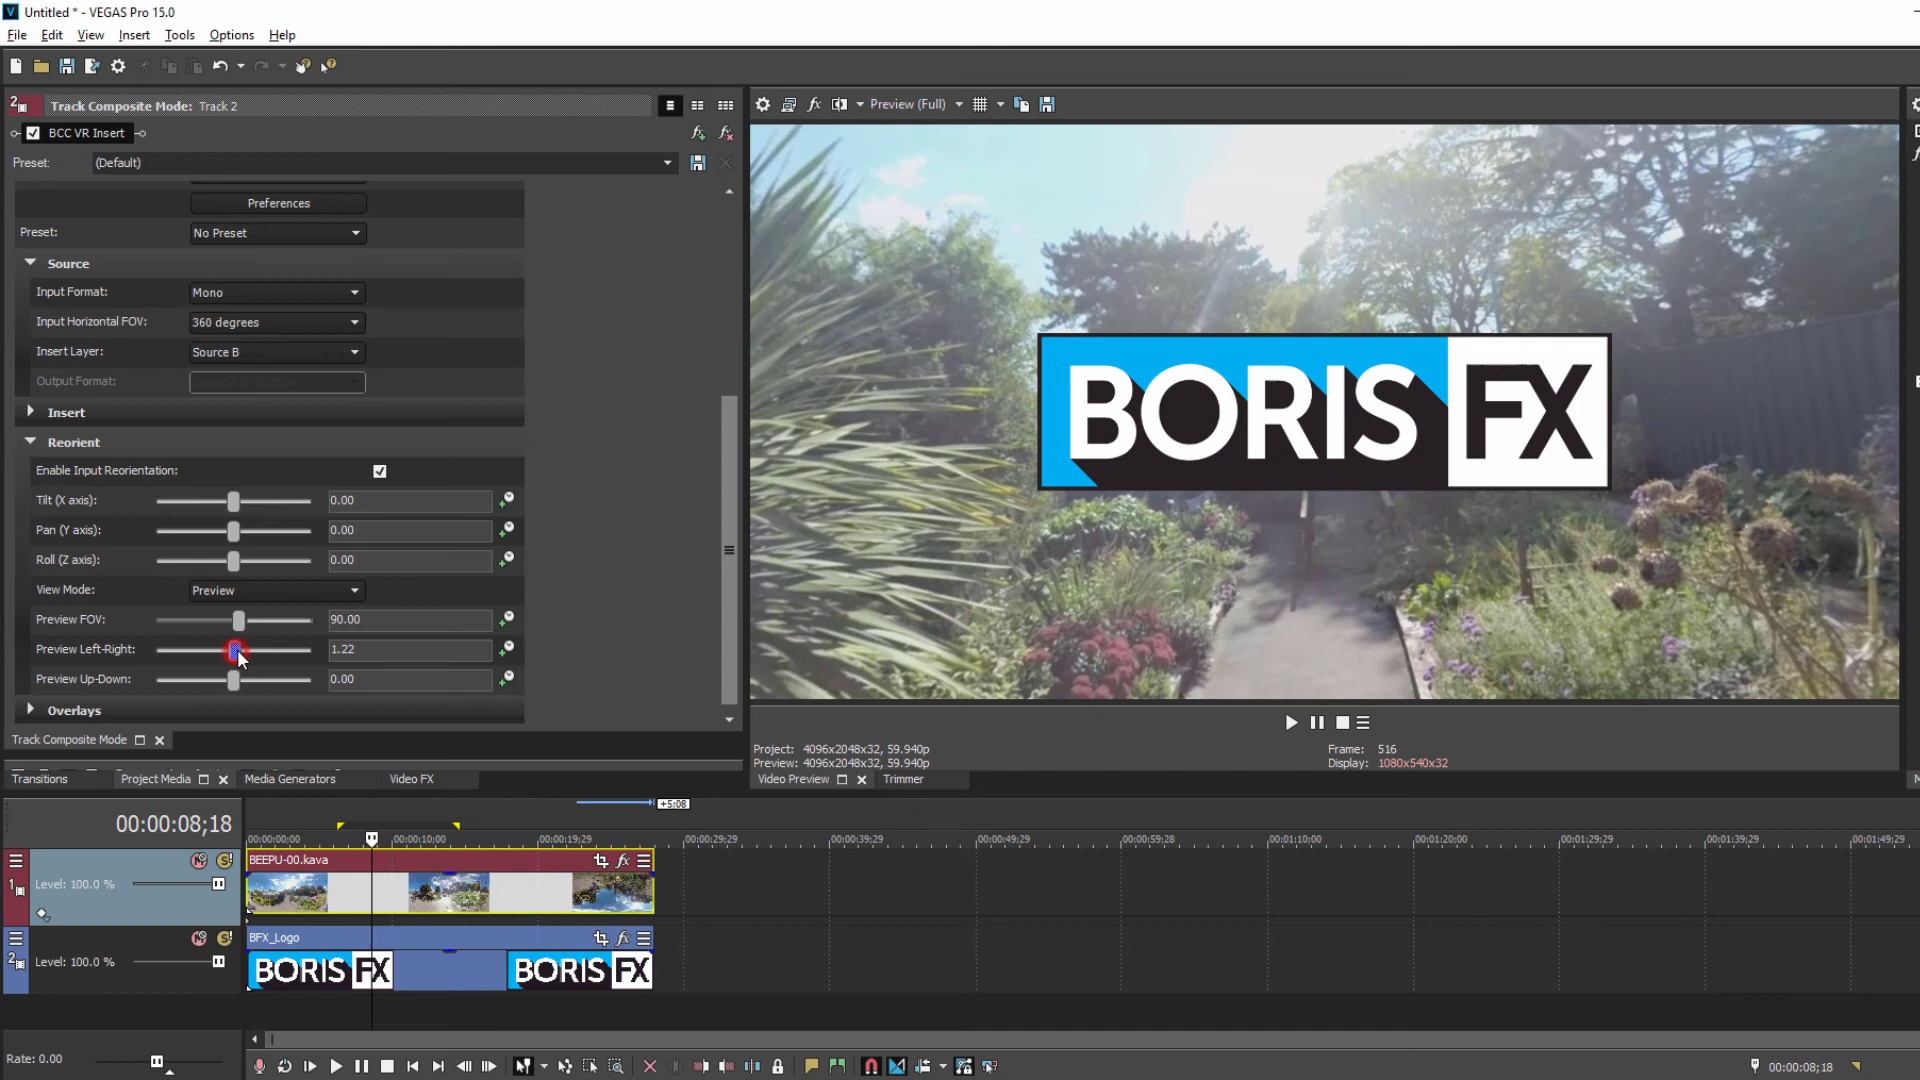 Untitled * - VEGAS Pro 15.0
File Edit View Insert Tools Options Help
Track Composite Mode: Track 2
BCC VR Insert
Preset: (Default)
Preferences
Preset: No Preset
Source
Input Format: Mono
Input Horizontal FOV: 360 degrees
Insert Layer: Source B
Output Format:
Insert
Reorient
Enable Input Reorientation:
Tilt (X axis): 0.00
Pan (Y axis): 0.00
Roll (Z axis): 0.00
View Mode: Preview
Preview FOV: 90.00
Preview Left-Right: 1.22
Preview Up-Down: 0.00
Overlays
Track Composite Mode
Transitions Project Media Media Generators Video FX
Preview (Full)
BORIS FX
Project: 4096x2048x32, 59.940p
Preview: 4096x2048x32, 59.940p
Frame: 516
Display: 1080x540x32
Video Preview Trimmer
+5:08
00:00:08;18
00:00:00;00 00:00:10;00 00:00:19;29 00:00:29;29 00:00:39;29 00:00:49;29 00:00:59;28 00:01:10;00 00:01:20;00 00:01:29;29 00:01:39;29 00:01:49;29
1 Level: 100.0 %
BEEPU-00.kava
2 Level: 100.0 %
BFX_Logo
BORIS FX BORIS FX
Rate: 0.00
00:00:08;18